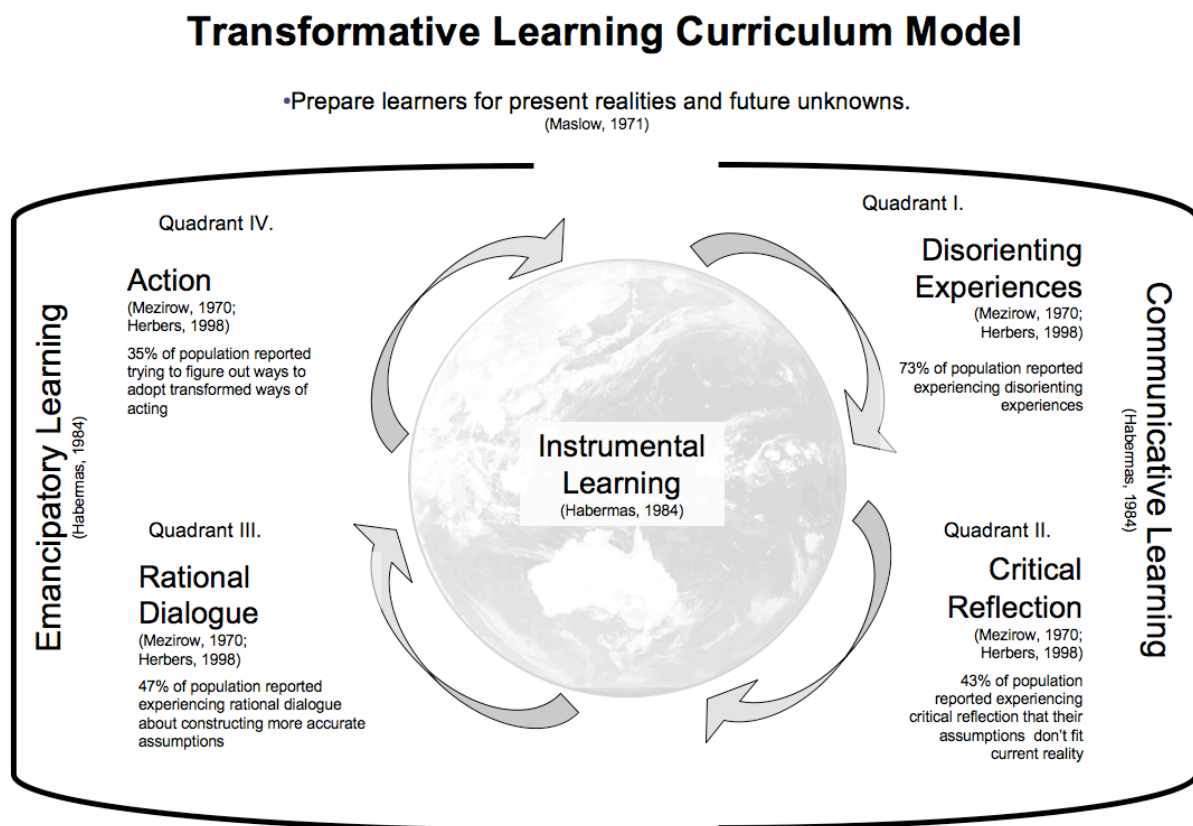 Transformative Learning Curriculum Model
•Prepare learners for present realities and future unknowns.
(Maslow, 1971)
Quadrant I.
Disorienting
Experiences
(Mezirow, 1970;
Herbers, 1998)
73% of population reported
experiencing disorienting
experiences
Communicative Learning
(Habermas, 1984)
Quadrant II.
Critical
Reflection
(Mezirow, 1970;
Herbers, 1998)
43% of population
reported experiencing
critical reflection that their
assumptions don't fit
current reality
Quadrant III.
Rational
Dialogue
(Mezirow, 1970;
Herbers, 1998)
47% of population reported
experiencing rational dialogue
about constructing more accurate
assumptions
Emancipatory Learning
(Habermas, 1984)
Quadrant IV.
Action
(Mezirow, 1970;
Herbers, 1998)
35% of population reported
trying to figure out ways to
adopt transformed ways of
acting
Instrumental
Learning
(Habermas, 1984)